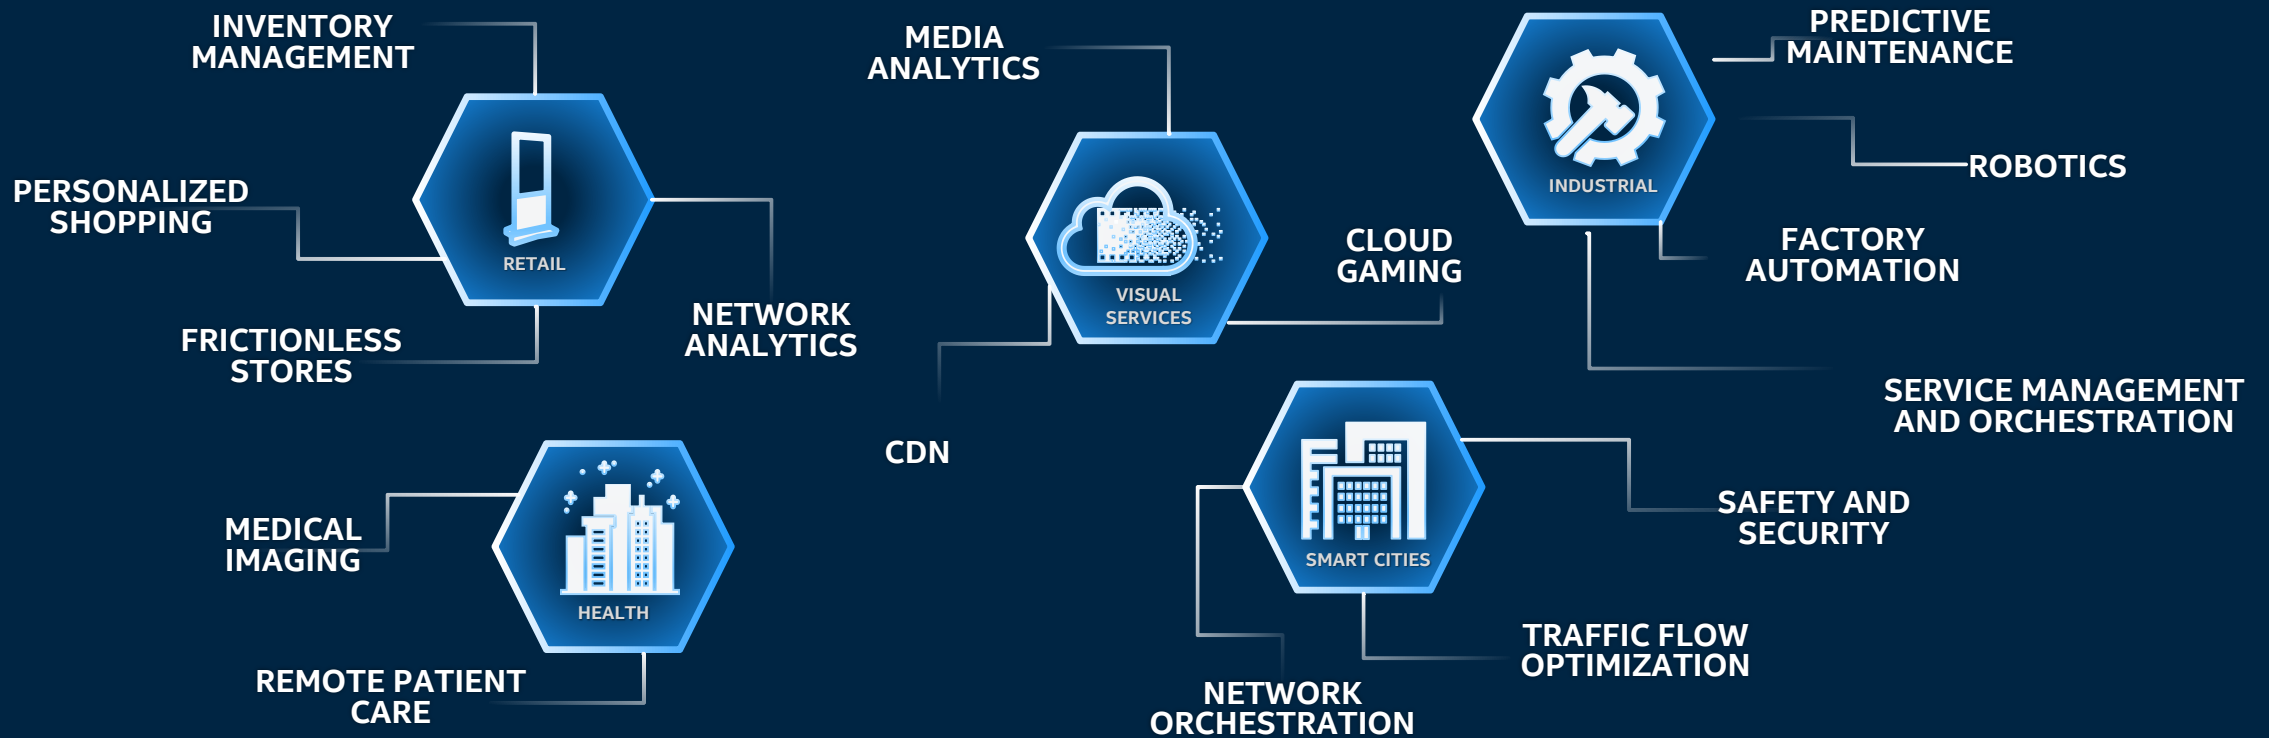 INVENTORY
MANAGEMENT
PERSONALIZED
SHOPPING
RETAIL
FRICTIONLESS
STORES
NETWORK
ANALYTICS
MEDICAL
IMAGING
HEALTH
REMOTE PATIENT
CARE
MEDIA
ANALYTICS
VISUAL
SERVICES
CLOUD
GAMING
CDN
PREDICTIVE
MAINTENANCE
INDUSTRIAL
ROBOTICS
FACTORY
AUTOMATION
SERVICE MANAGEMENT
AND ORCHESTRATION
SMART CITIES
SAFETY AND
SECURITY
TRAFFIC FLOW
OPTIMIZATION
NETWORK
ORCHESTRATION